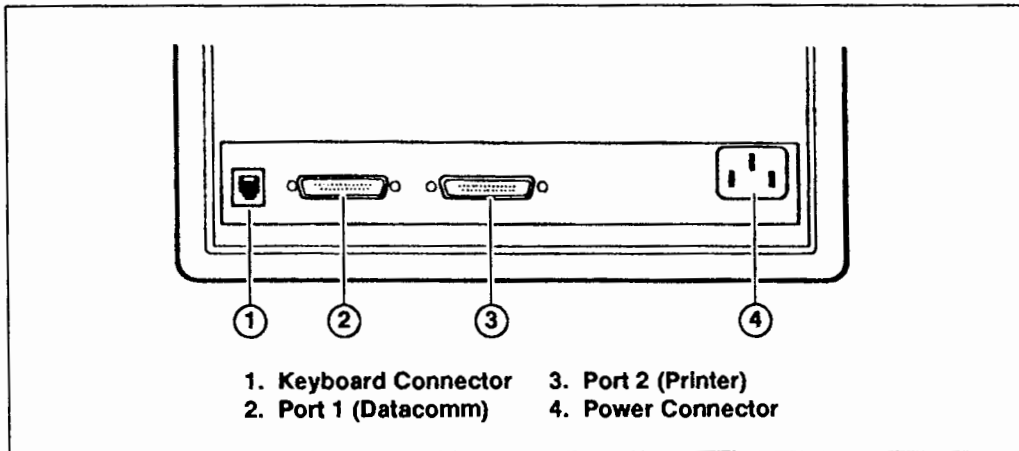 1 2 3 4
1. Keyboard Connector 3. Port 2 (Printer)
2. Port 1 (Datacomm) 4. Power Connector